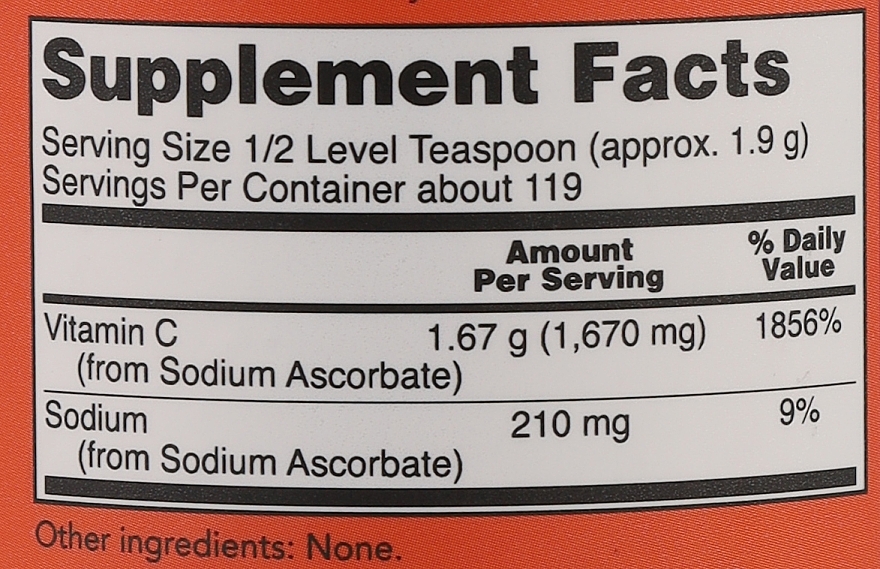 Supplement Facts
Serving Size 1/2 Level Teaspoon (approx. 1.9 g)
Servings Per Container about 119
Amount Per Serving % Daily Value
Vitamin C 1.67 g (1,670 mg) 1856%
(from Sodium Ascorbate)
Sodium 210 mg 9%
(from Sodium Ascorbate)
Other ingredients: None.